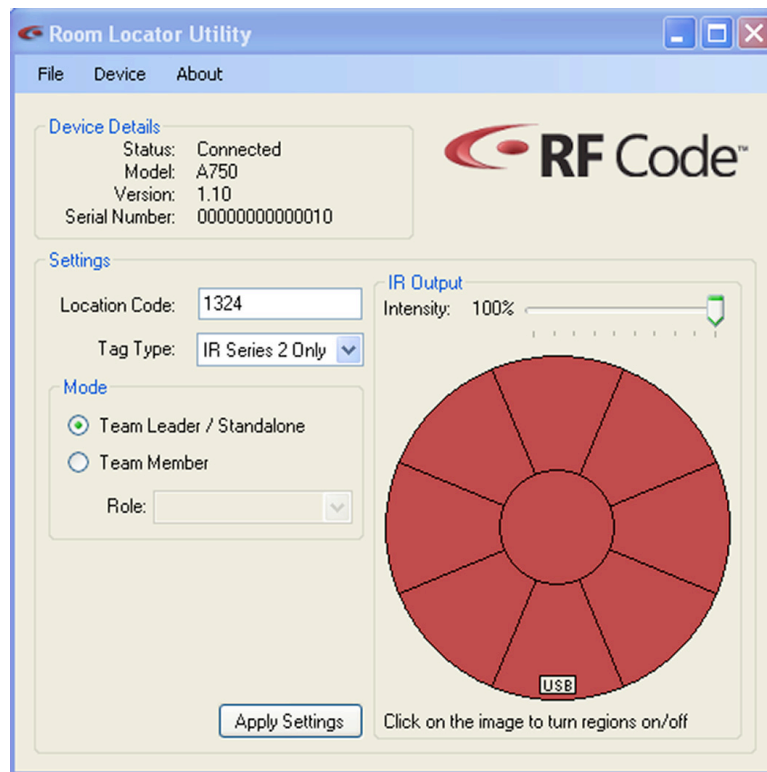 Room Locator Utility
File Device About
Device Details
Status: Connected
Model: A750
Version: 1.10
Serial Number: 00000000000010
RF Code™
Settings
Location Code: 1324
Tag Type: IR Series 2 Only
Mode
Team Leader / Standalone
Team Member
Role:
Apply Settings
IR Output
Intensity: 100%
USB
Click on the image to turn regions on/off